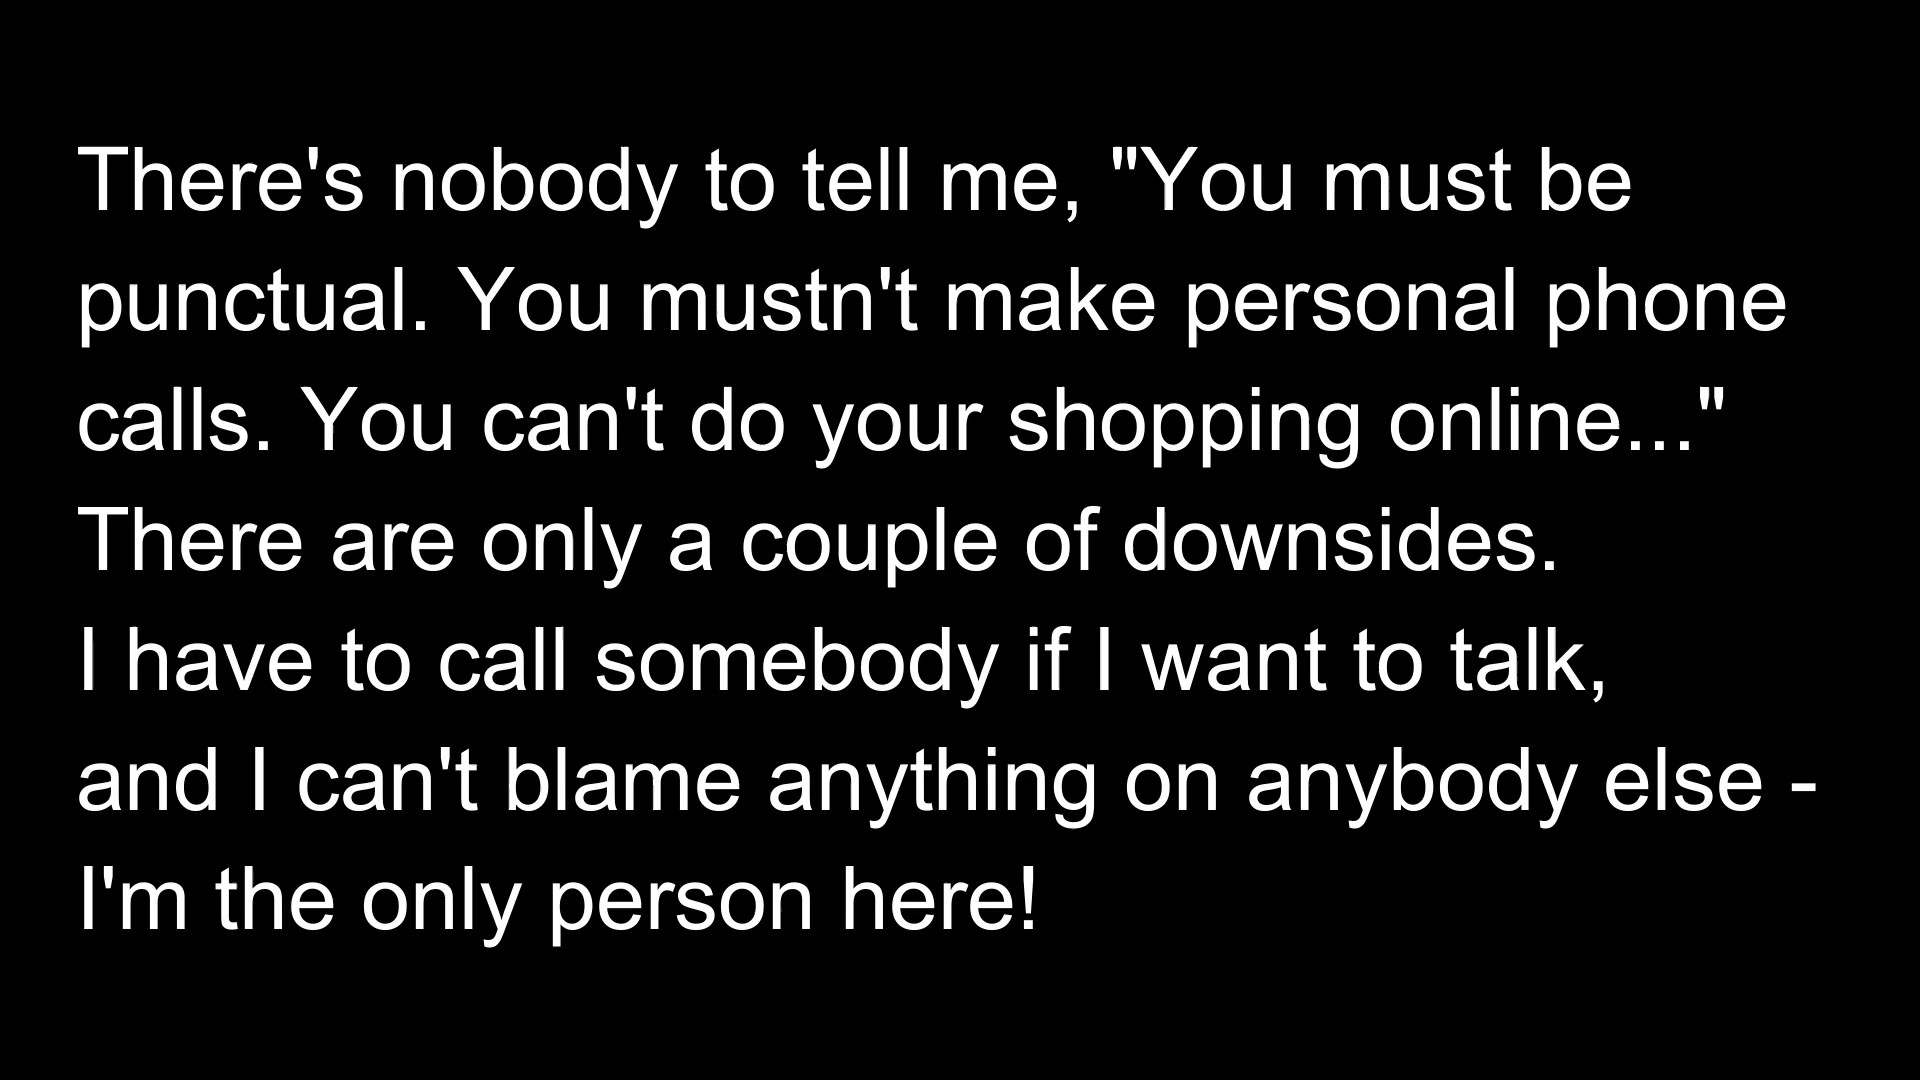 There's nobody to tell me, "You must be
punctual. You mustn't make personal phone
calls. You can't do your shopping online..."
There are only a couple of downsides.
I have to call somebody if I want to talk,
and I can't blame anything on anybody else -
I'm the only person here!